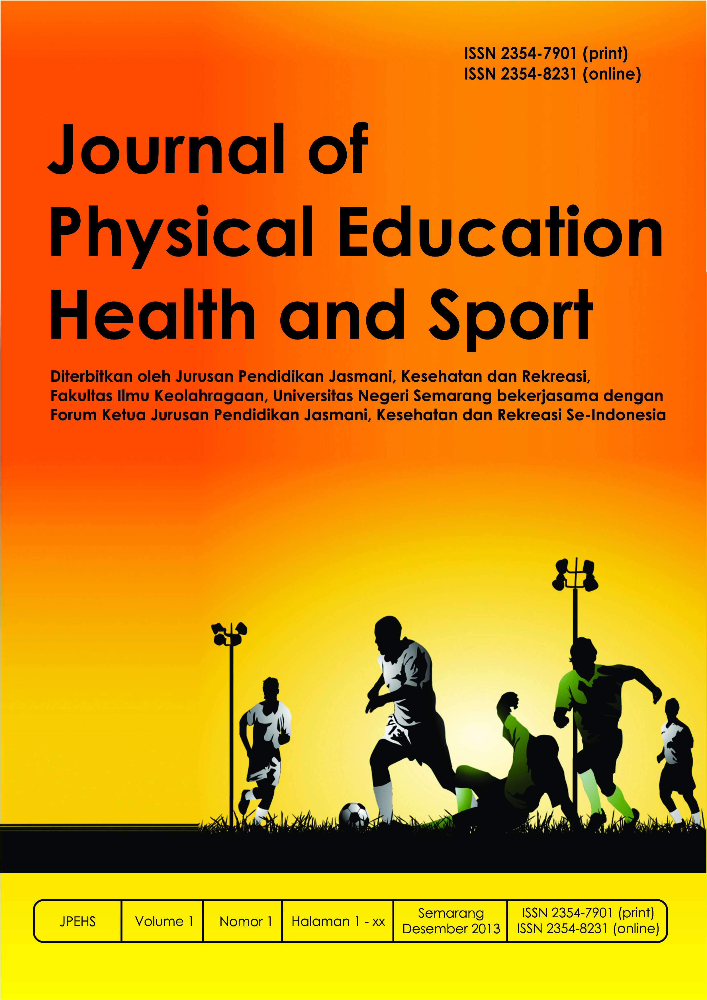 ISSN 2354-7901 (print)
ISSN 2354-8231 (online)
Journal of
Physical Education
Health and Sport
Diterbitkan oleh Jurusan Pendidikan Jasmani, Kesehatan dan Rekreasi,
Fakultas Ilmu Keolahragaan, Universitas Negeri Semarang bekerjasama dengan
Forum Ketua Jurusan Pendidikan Jasmani, Kesehatan dan Rekreasi Se-Indonesia
JPEHS
Volume 1
Nomor 1
Halaman 1 - xx
Semarang
Desember 2013
ISSN 2354-7901 (print)
ISSN 2354-8231 (online)